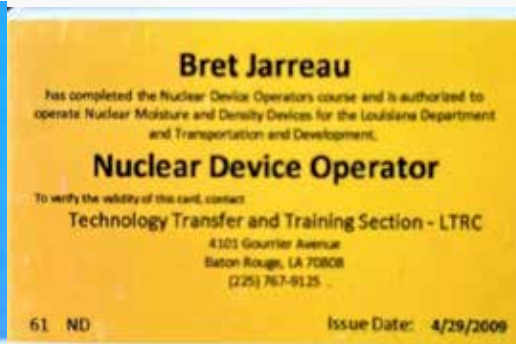 Bret Jarreau
has completed the Nuclear Device Operators course and is authorized to
operate Nuclear Moisture and Density Devices for the Louisiana Department
and Transportation and Development.
Nuclear Device Operator
To verify the validity of this card, contact
Technology Transfer and Training Section - LTRC
4101 Gourrier Avenue
Baton Rouge, LA 70808
(225) 767-9125
61 ND Issue Date: 4/29/2009